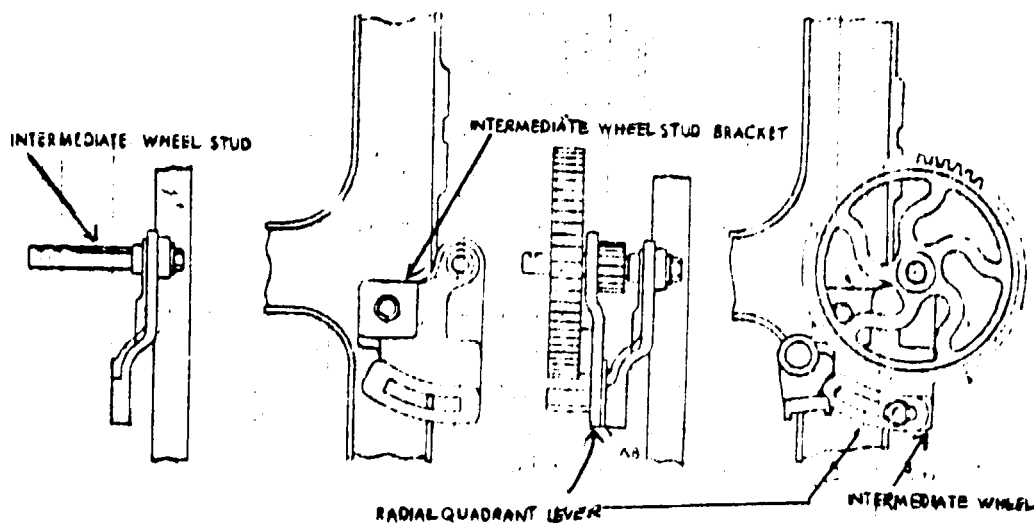 INTERMEDIATE WHEEL STUD
INTERMEDIATE WHEEL STUD BRACKET
RADIAL QUADRANT LEVER
INTERMEDIATE WHEEL